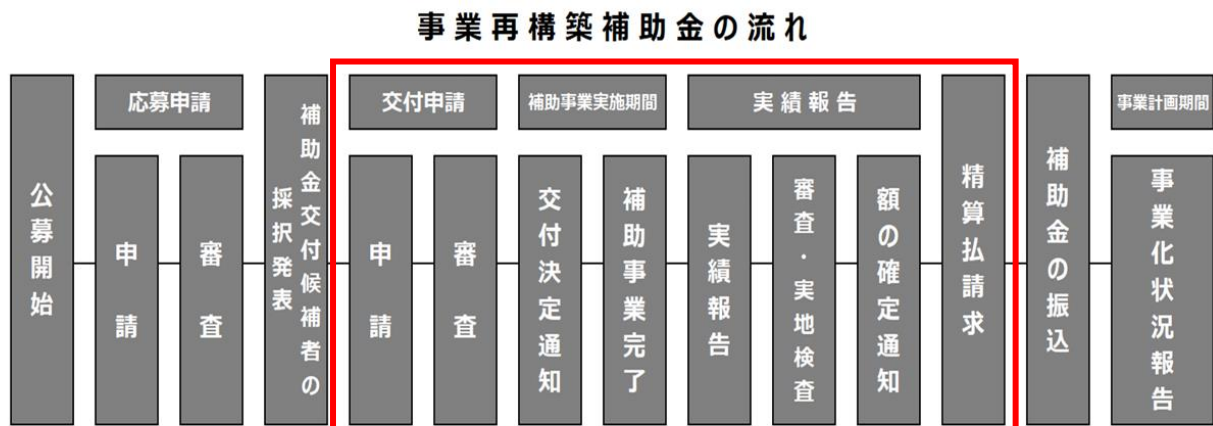 事業再構築補助金の流れ
公募開始
応募申請
申請
審査
補助金交付候補者の
採択発表
交付申請
申請
審査
補助事業実施期間
交付決定通知
補助事業完了
実績報告
実績報告
審査・実地検査
額の確定通知
精算払請求
補助金の振込
事業計画期間
事業化状況報告